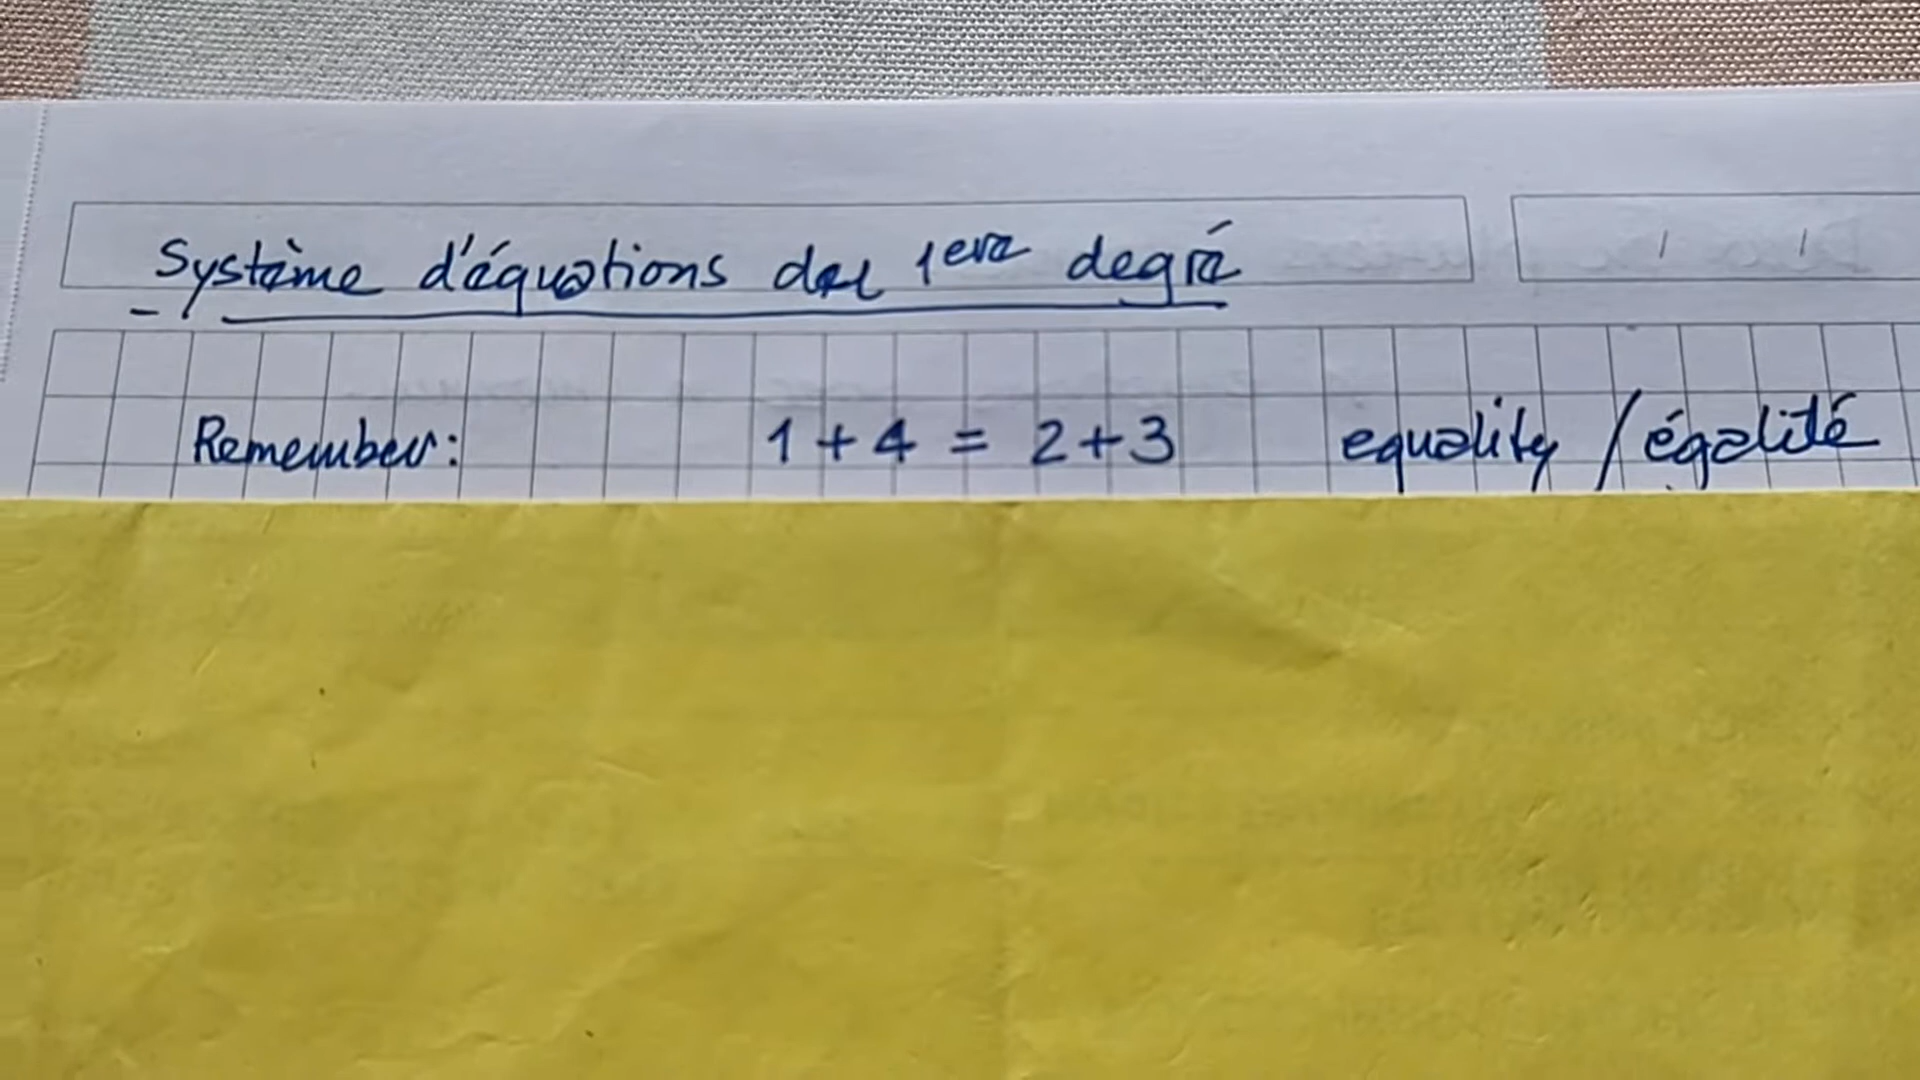 Système d'équations du 1ere degré
Remember: 1 + 4 = 2 + 3 equality / égalité